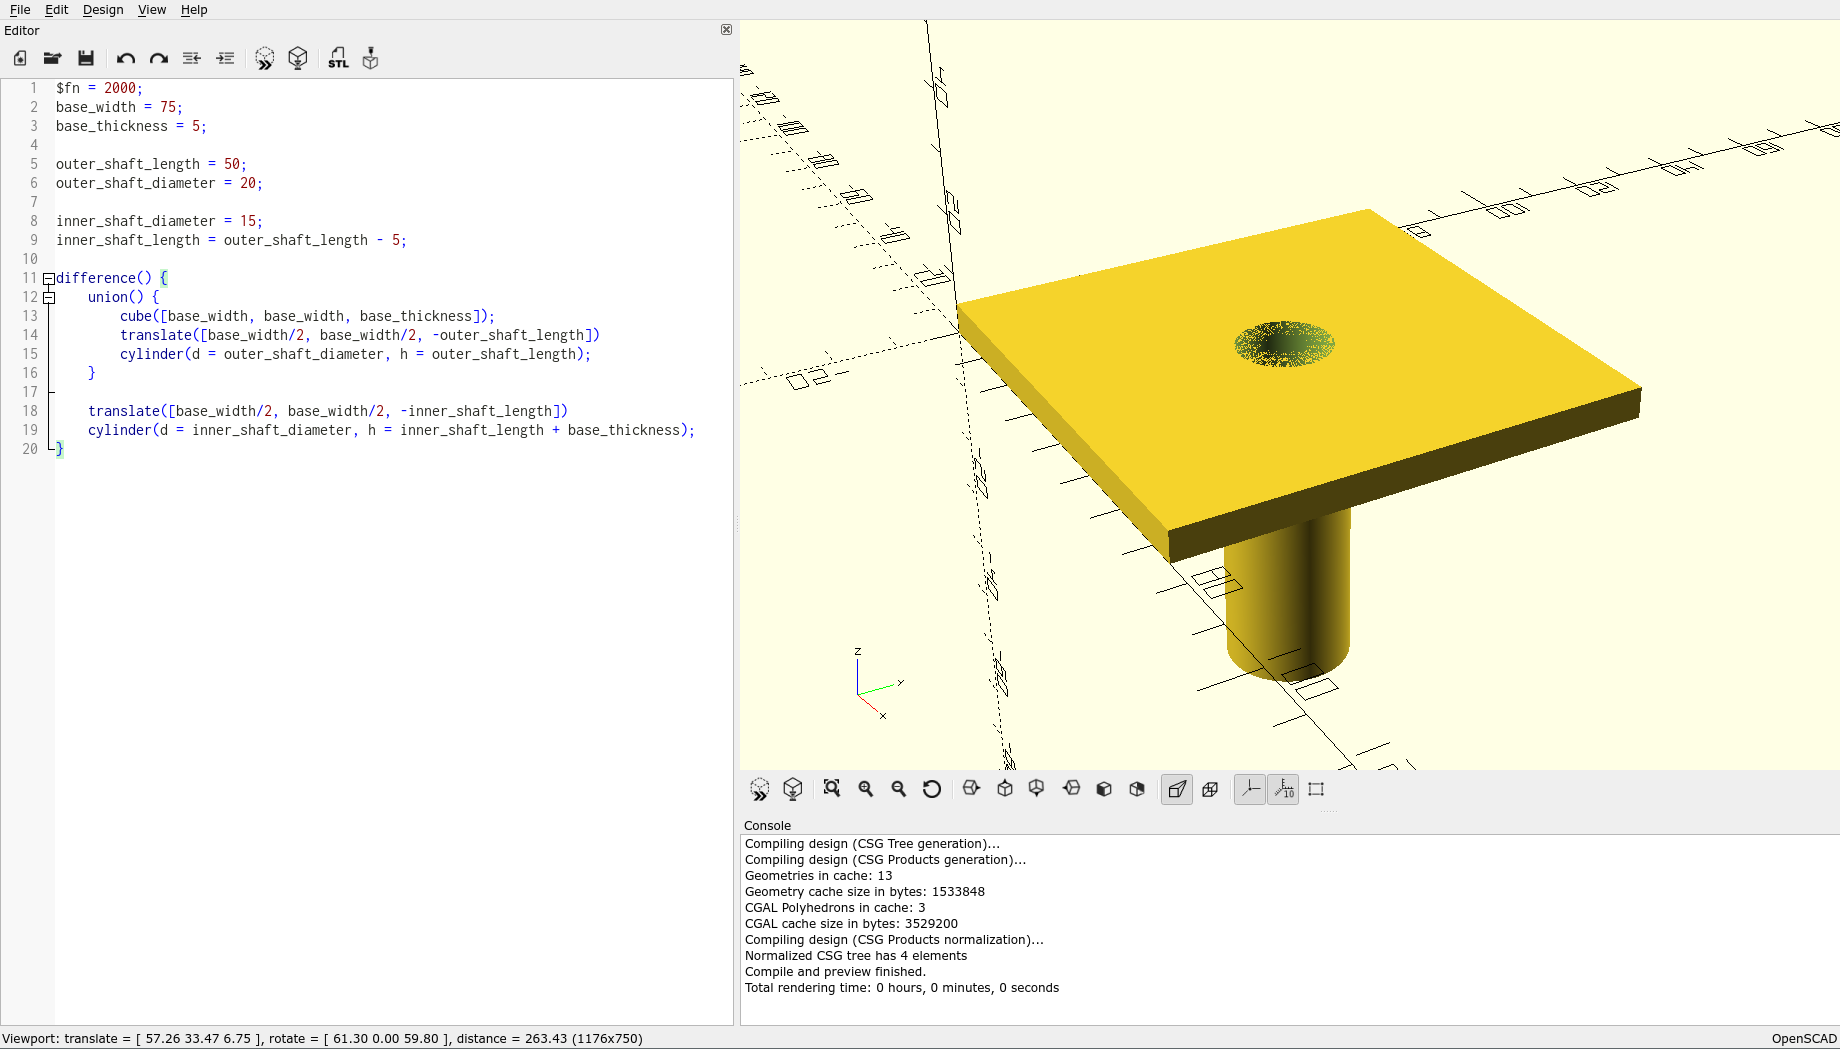 File Edit Design View Help
Editor
STL
1 $fn = 2000;
2 base_width = 75;
3 base_thickness = 5;
4
5 outer_shaft_length = 50;
6 outer_shaft_diameter = 20;
7
8 inner_shaft_diameter = 15;
9 inner_shaft_length = outer_shaft_length - 5;
10
11 difference() {
12     union() {
13         cube([base_width, base_width, base_thickness]);
14         translate([base_width/2, base_width/2, -outer_shaft_length])
15         cylinder(d = outer_shaft_diameter, h = outer_shaft_length);
16     }
17
18     translate([base_width/2, base_width/2, -inner_shaft_length])
19     cylinder(d = inner_shaft_diameter, h = inner_shaft_length + base_thickness);
20 }
z
y
x
10
Console
Compiling design (CSG Tree generation)...
Compiling design (CSG Products generation)...
Geometries in cache: 13
Geometry cache size in bytes: 1533848
CGAL Polyhedrons in cache: 3
CGAL cache size in bytes: 3529200
Compiling design (CSG Products normalization)...
Normalized CSG tree has 4 elements
Compile and preview finished.
Total rendering time: 0 hours, 0 minutes, 0 seconds
Viewport: translate = [ 57.26 33.47 6.75 ], rotate = [ 61.30 0.00 59.80 ], distance = 263.43 (1176x750)
OpenSCAD